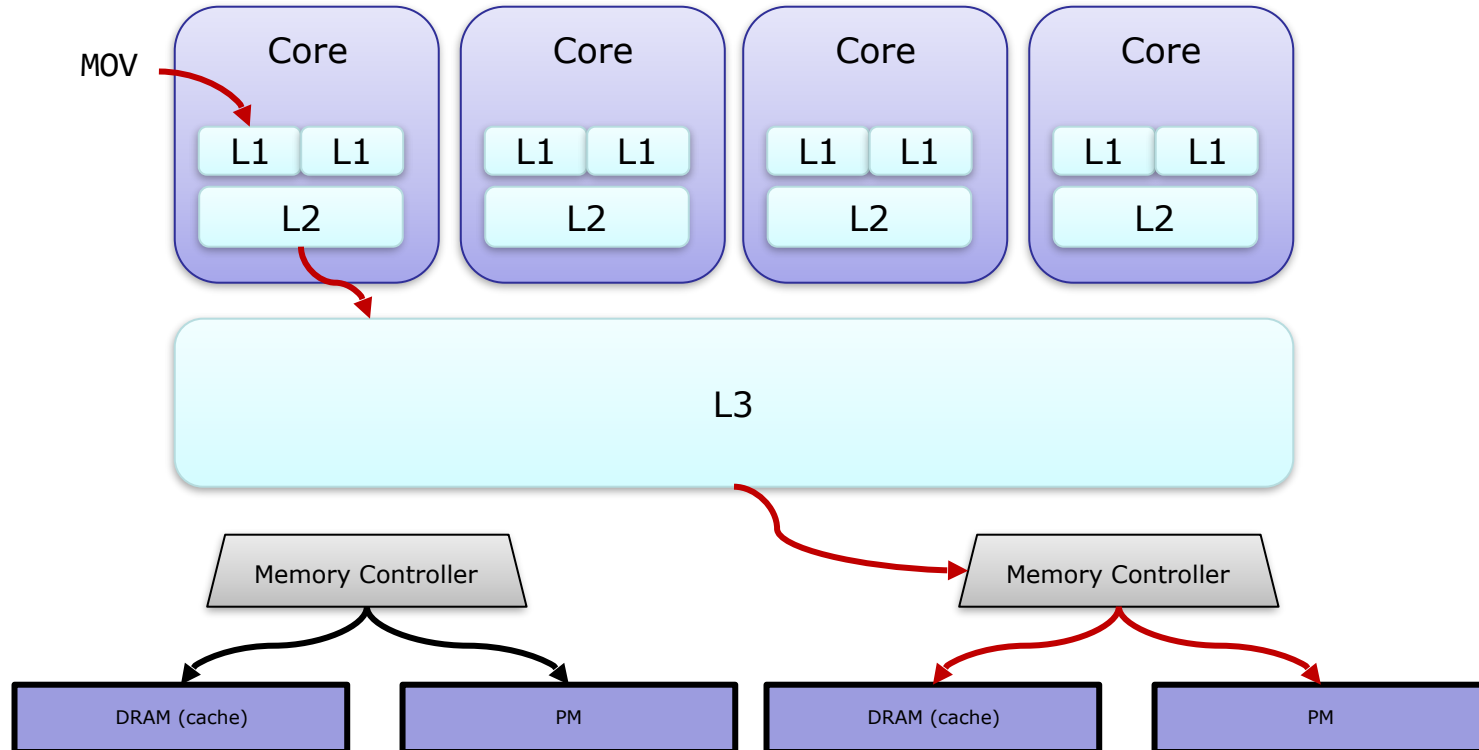 Core
Core
Core
Core
MOV
L1 L1
L1 L1
L1 L1
L1 L1
L2
L2
L2
L2
L3
Memory Controller
Memory Controller
DRAM (cache)
PM
DRAM (cache)
PM